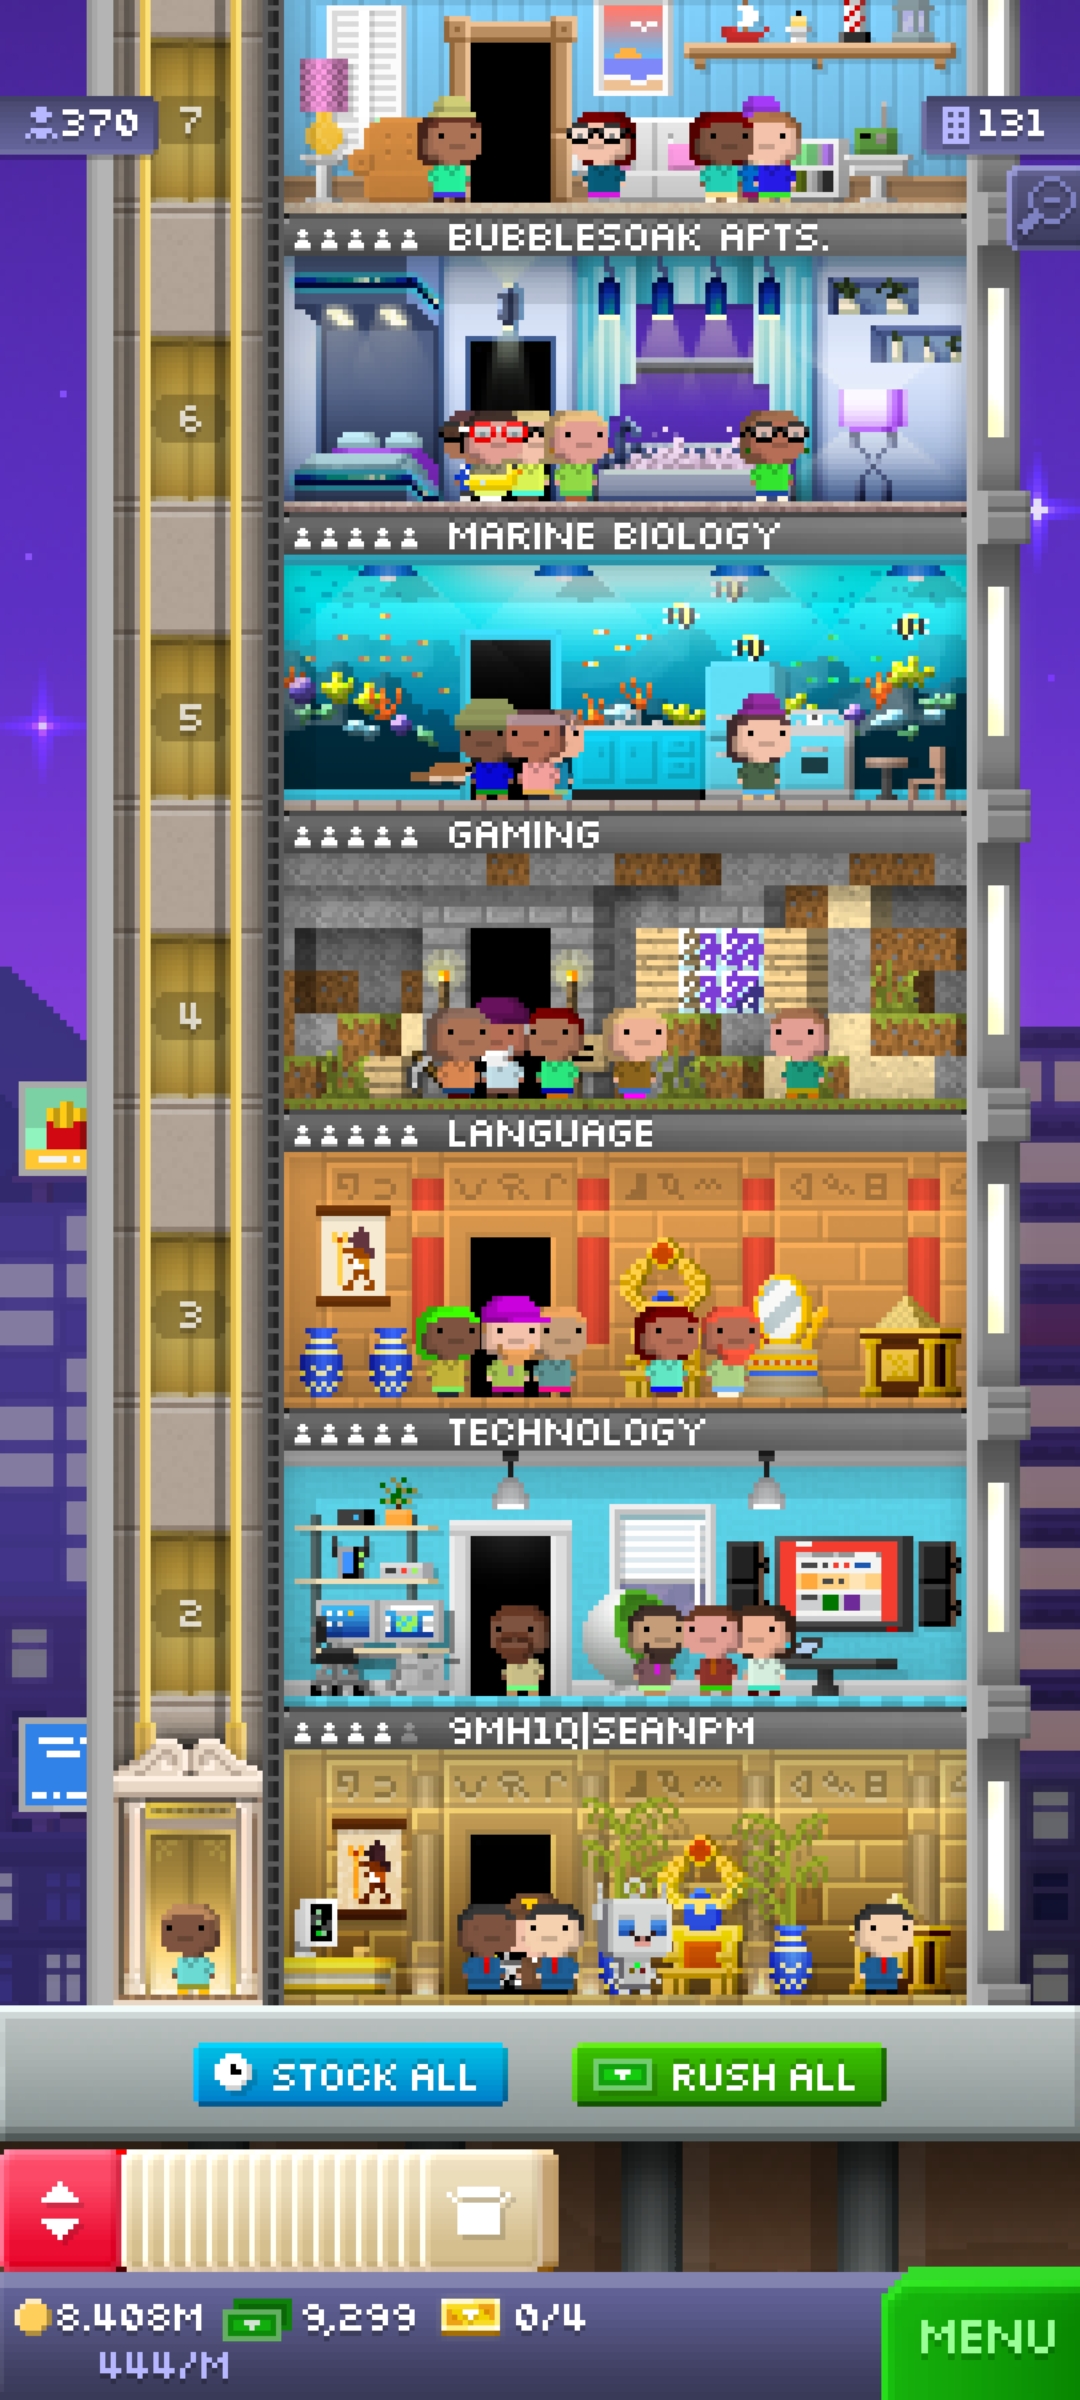 370
7
131
BUBBLESOAK APTS.
6
MARINE BIOLOGY
5
GAMING
4
LANGUAGE
3
TECHNOLOGY
2
9MH1Q|SEANPM
STOCK ALL
RUSH ALL
8.408M
9,299
0/4
444/M
MENU